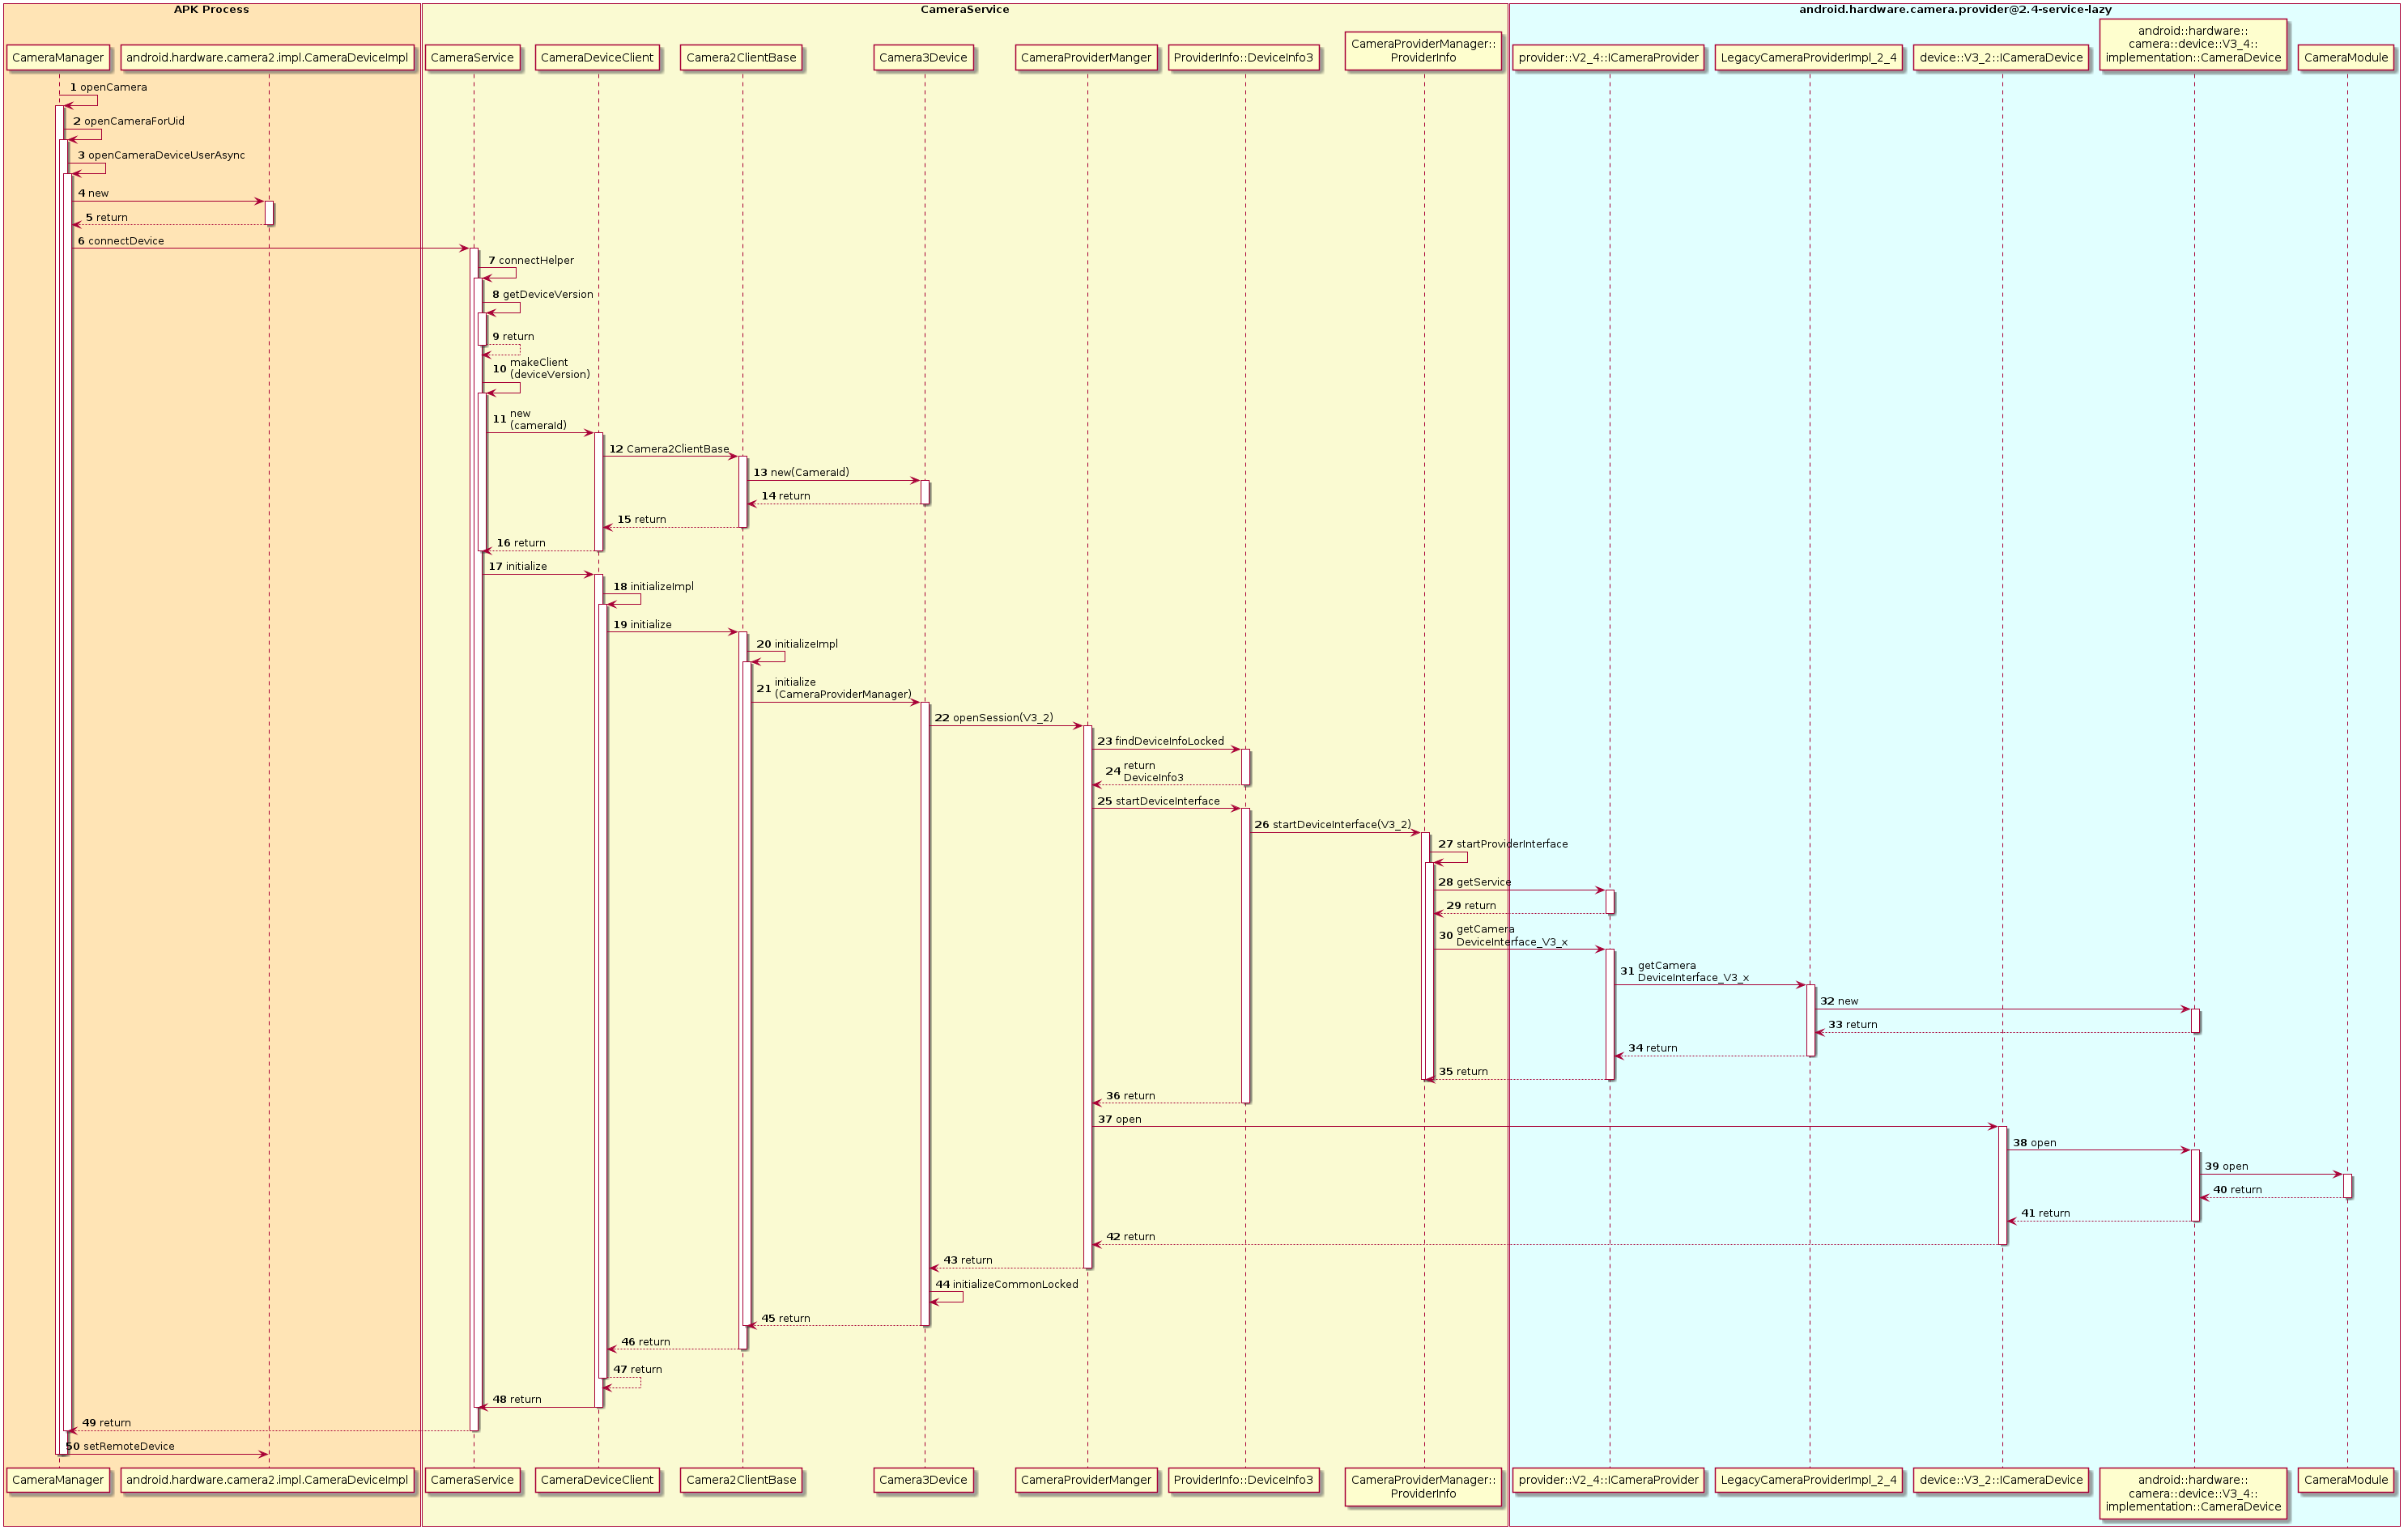 APK Process
CameraService
android.hardware.camera.provider@2.4-service-lazy
CameraManager
android.hardware.camera2.impl.CameraDeviceImpl
CameraService
CameraDeviceClient
Camera2ClientBase
Camera3Device
CameraProviderManger
ProviderInfo::DeviceInfo3
CameraProviderManager::
ProviderInfo
provider::V2_4::ICameraProvider
LegacyCameraProviderImpl_2_4
device::V3_2::ICameraDevice
android::hardware::
camera::device::V3_4::
implementation::CameraDevice
CameraModule
1 openCamera
2 openCameraForUid
3 openCameraDeviceUserAsync
4 new
5 return
6 connectDevice
7 connectHelper
8 getDeviceVersion
9 return
10 makeClient
(deviceVersion)
11 new
(cameraId)
12 Camera2ClientBase
13 new(CameraId)
14 return
15 return
16 return
17 initialize
18 initializeImpl
19 initialize
20 initializeImpl
21 initialize
(CameraProviderManager)
22 openSession(V3_2)
23 findDeviceInfoLocked
24 return
DeviceInfo3
25 startDeviceInterface
26 startDeviceInterface(V3_2)
27 startProviderInterface
28 getService
29 return
30 getCamera
DeviceInterface_V3_x
31 getCamera
DeviceInterface_V3_x
32 new
33 return
34 return
35 return
36 return
37 open
38 open
39 open
40 return
41 return
42 return
43 return
44 initializeCommonLocked
45 return
46 return
47 return
48 return
49 return
50 setRemoteDevice
CameraManager
android.hardware.camera2.impl.CameraDeviceImpl
CameraService
CameraDeviceClient
Camera2ClientBase
Camera3Device
CameraProviderManger
ProviderInfo::DeviceInfo3
CameraProviderManager::
ProviderInfo
provider::V2_4::ICameraProvider
LegacyCameraProviderImpl_2_4
device::V3_2::ICameraDevice
android::hardware::
camera::device::V3_4::
implementation::CameraDevice
CameraModule